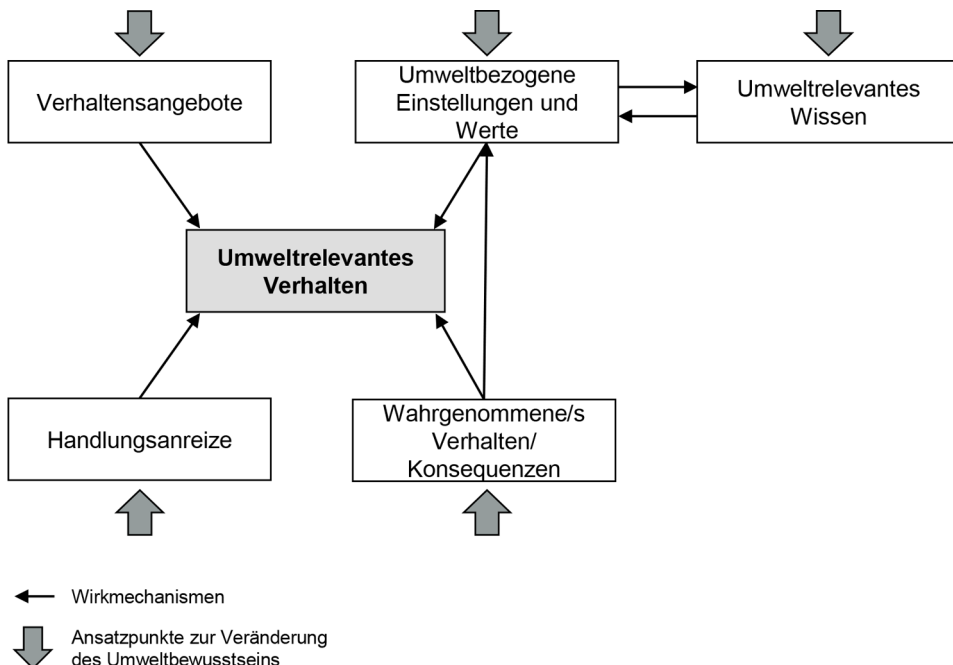 Verhaltensangebote
Umweltbezogene
Einstellungen und
Werte
Umweltrelevantes
Wissen
Umweltrelevantes
Verhalten
Handlungsanreize
Wahrgenommene/s
Verhalten/
Konsequenzen
Wirkmechanismen
Ansatzpunkte zur Veränderung
des Umweltbewusstseins